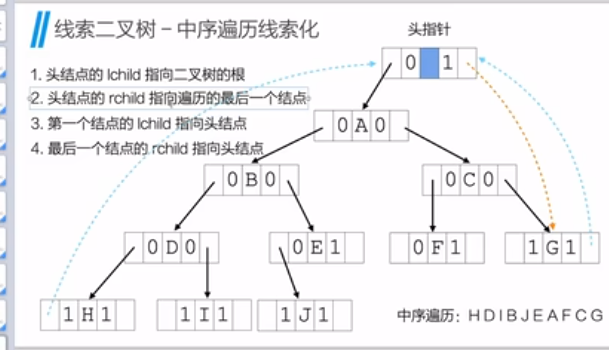 线索二叉树 – 中序遍历线索化
头指针
1. 头结点的 lchild 指向二叉树的根
2. 头结点的 rchild 指向遍历的最后一个结点
3. 第一个结点的 lchild 指向头结点
4. 最后一个结点的 rchild 指向头结点
0 1
0 A 0
0 B 0
0 C 0
0 D 0
0 E 1
0 F 1
1 G 1
1 H 1
1 I 1
1 J 1
中序遍历: H D I B J E A F C G